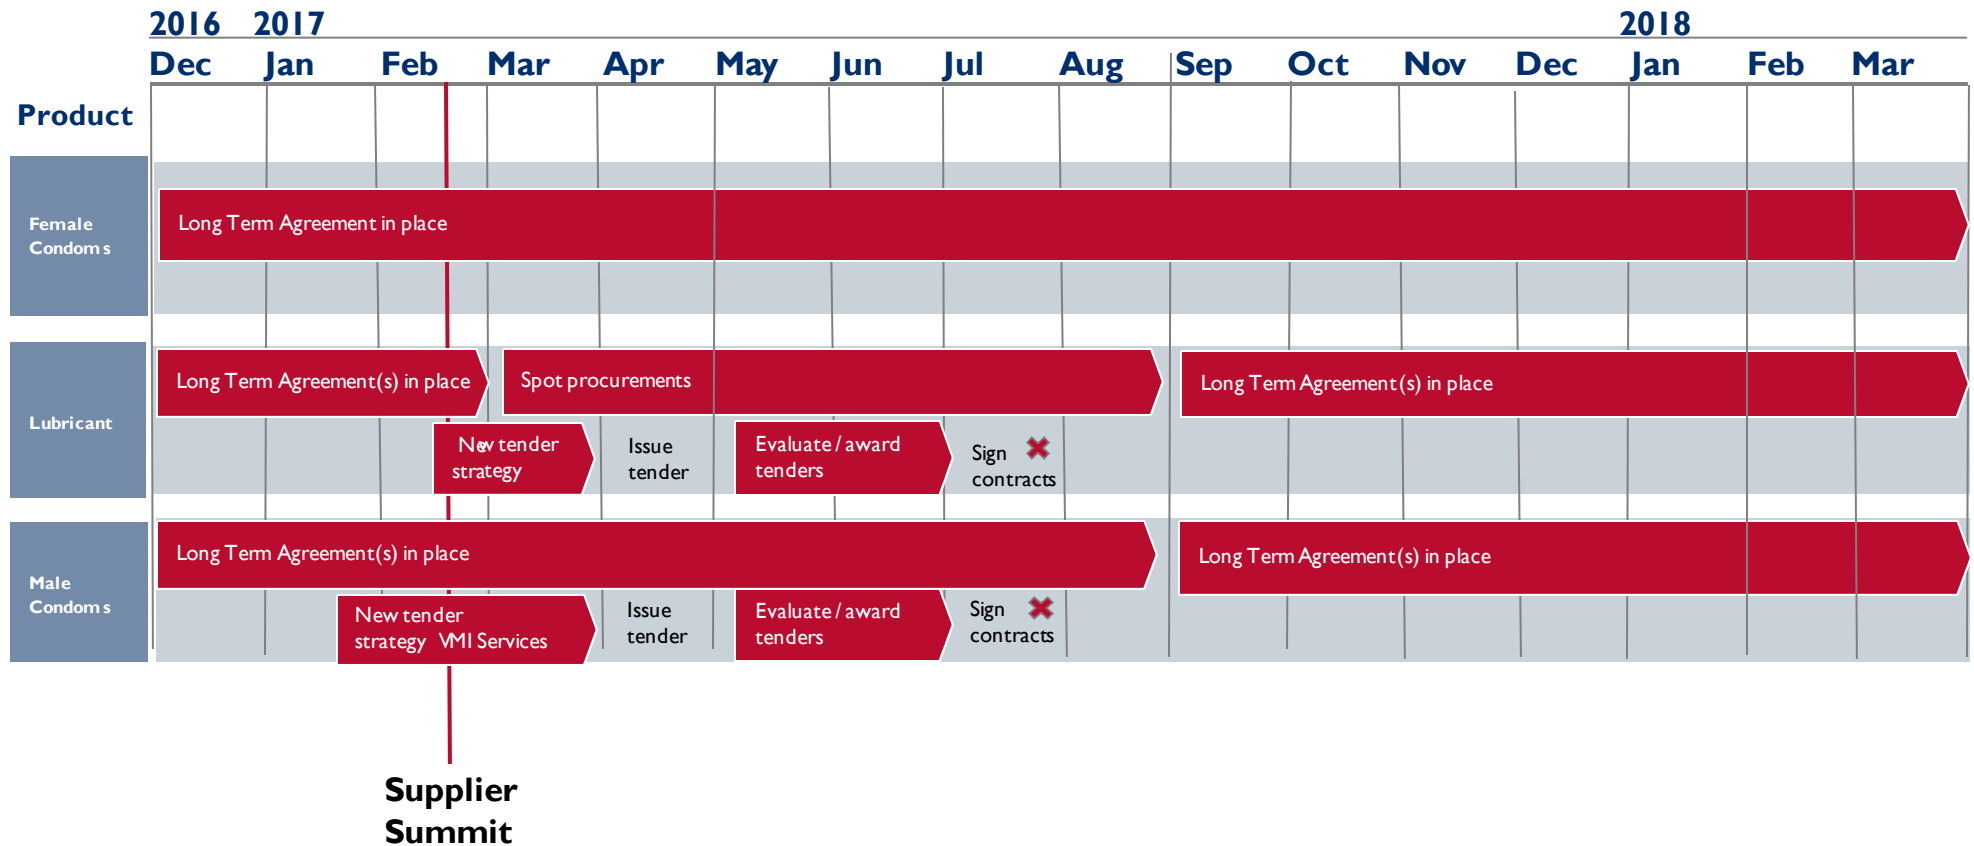 2016 2017 2018
Dec Jan Feb Mar Apr May Jun Jul Aug Sep Oct Nov Dec Jan Feb Mar
Product
Female
Condoms
Long Term Agreement in place
Lubricant
Long Term Agreement(s) in place
Spot procurements
Long Term Agreement(s) in place
New tender
strategy
Issue
tender
Evaluate / award
tenders
Sign
contracts
Male
Condoms
Long Term Agreement(s) in place
Long Term Agreement(s) in place
New tender
strategy VMI Services
Issue
tender
Evaluate / award
tenders
Sign
contracts
Supplier
Summit